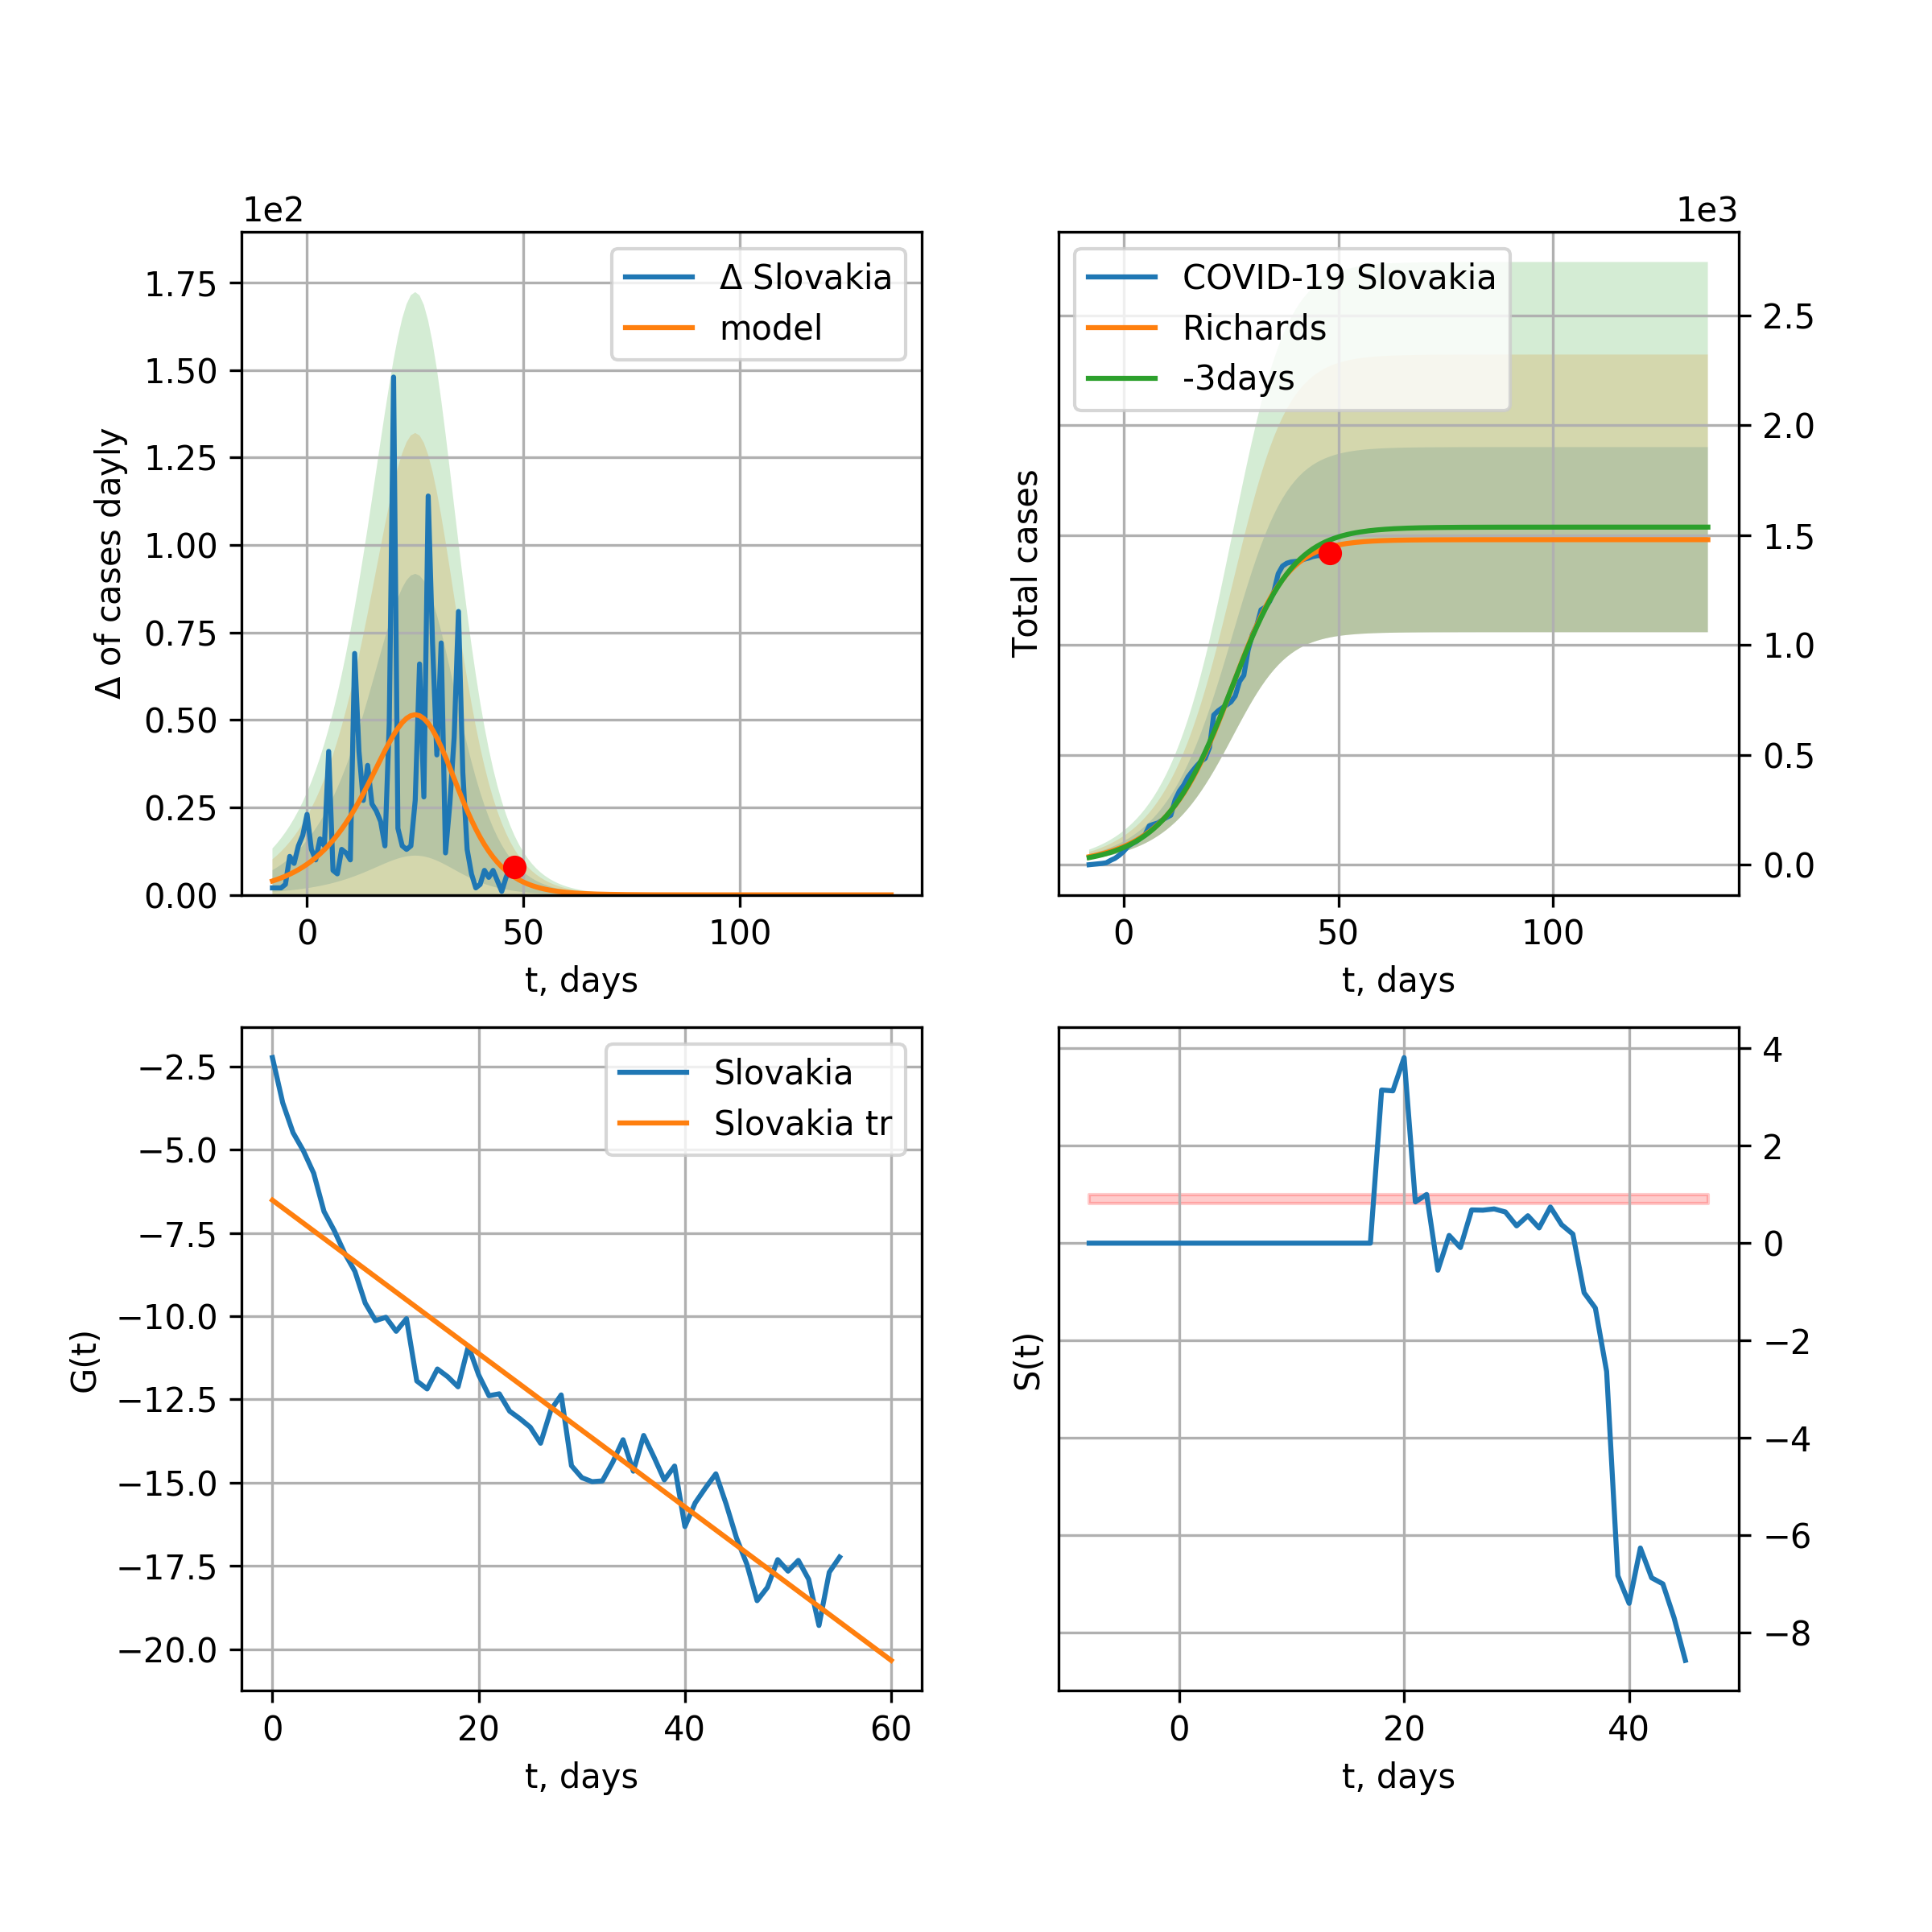 1e2
1.75
1.50
1.25
1.00
0.75
0.50
0.25
0.00
Δ of cases dayly
Δ Slovakia
model
0
50
100
t, days
1e3
COVID-19 Slovakia
Richards
-3days
2.5
2.0
1.5
1.0
0.5
0.0
Total cases
0
50
100
t, days
−2.5
−5.0
−7.5
−10.0
−12.5
−15.0
−17.5
−20.0
G(t)
Slovakia
Slovakia tr
0
20
40
60
t, days
4
2
0
−2
−4
−6
−8
S(t)
0
20
40
t, days